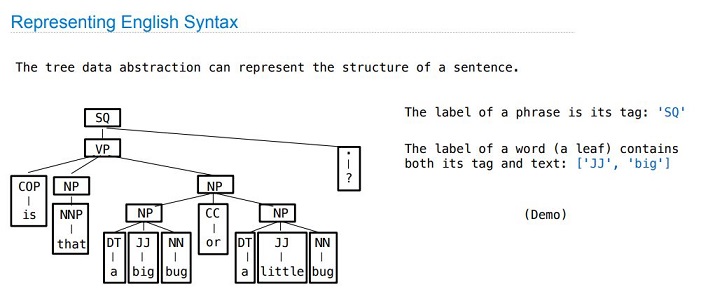 Representing English Syntax
The tree data abstraction can represent the structure of a sentence.
The label of a phrase is its tag: 'SQ'
The label of a word (a leaf) contains
both its tag and text: ['JJ', 'big']
(Demo)
SQ
VP
. | ?
COP NP NP
| | 
is NNP NP CC NP
| |
that or
DT JJ NN DT JJ NN
| | | | | |
a big bug a little bug